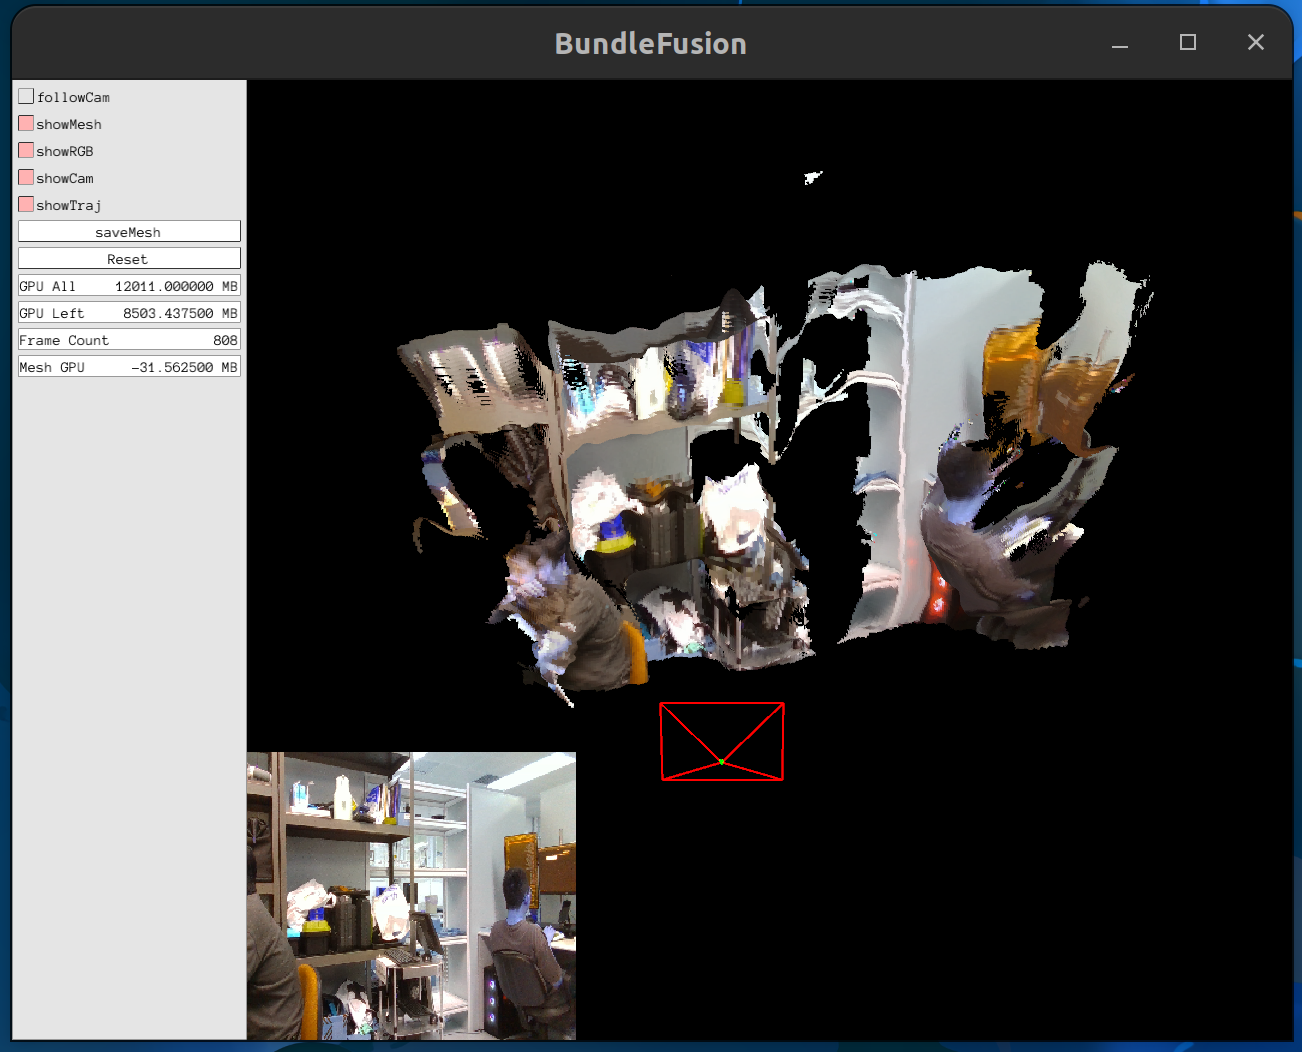 BundleFusion
followCam
showMesh
showRGB
showCam
showTraj
saveMesh
Reset
GPU All 12011.000000 MB
GPU Left 8503.437500 MB
Frame Count 808
Mesh GPU -31.562500 MB